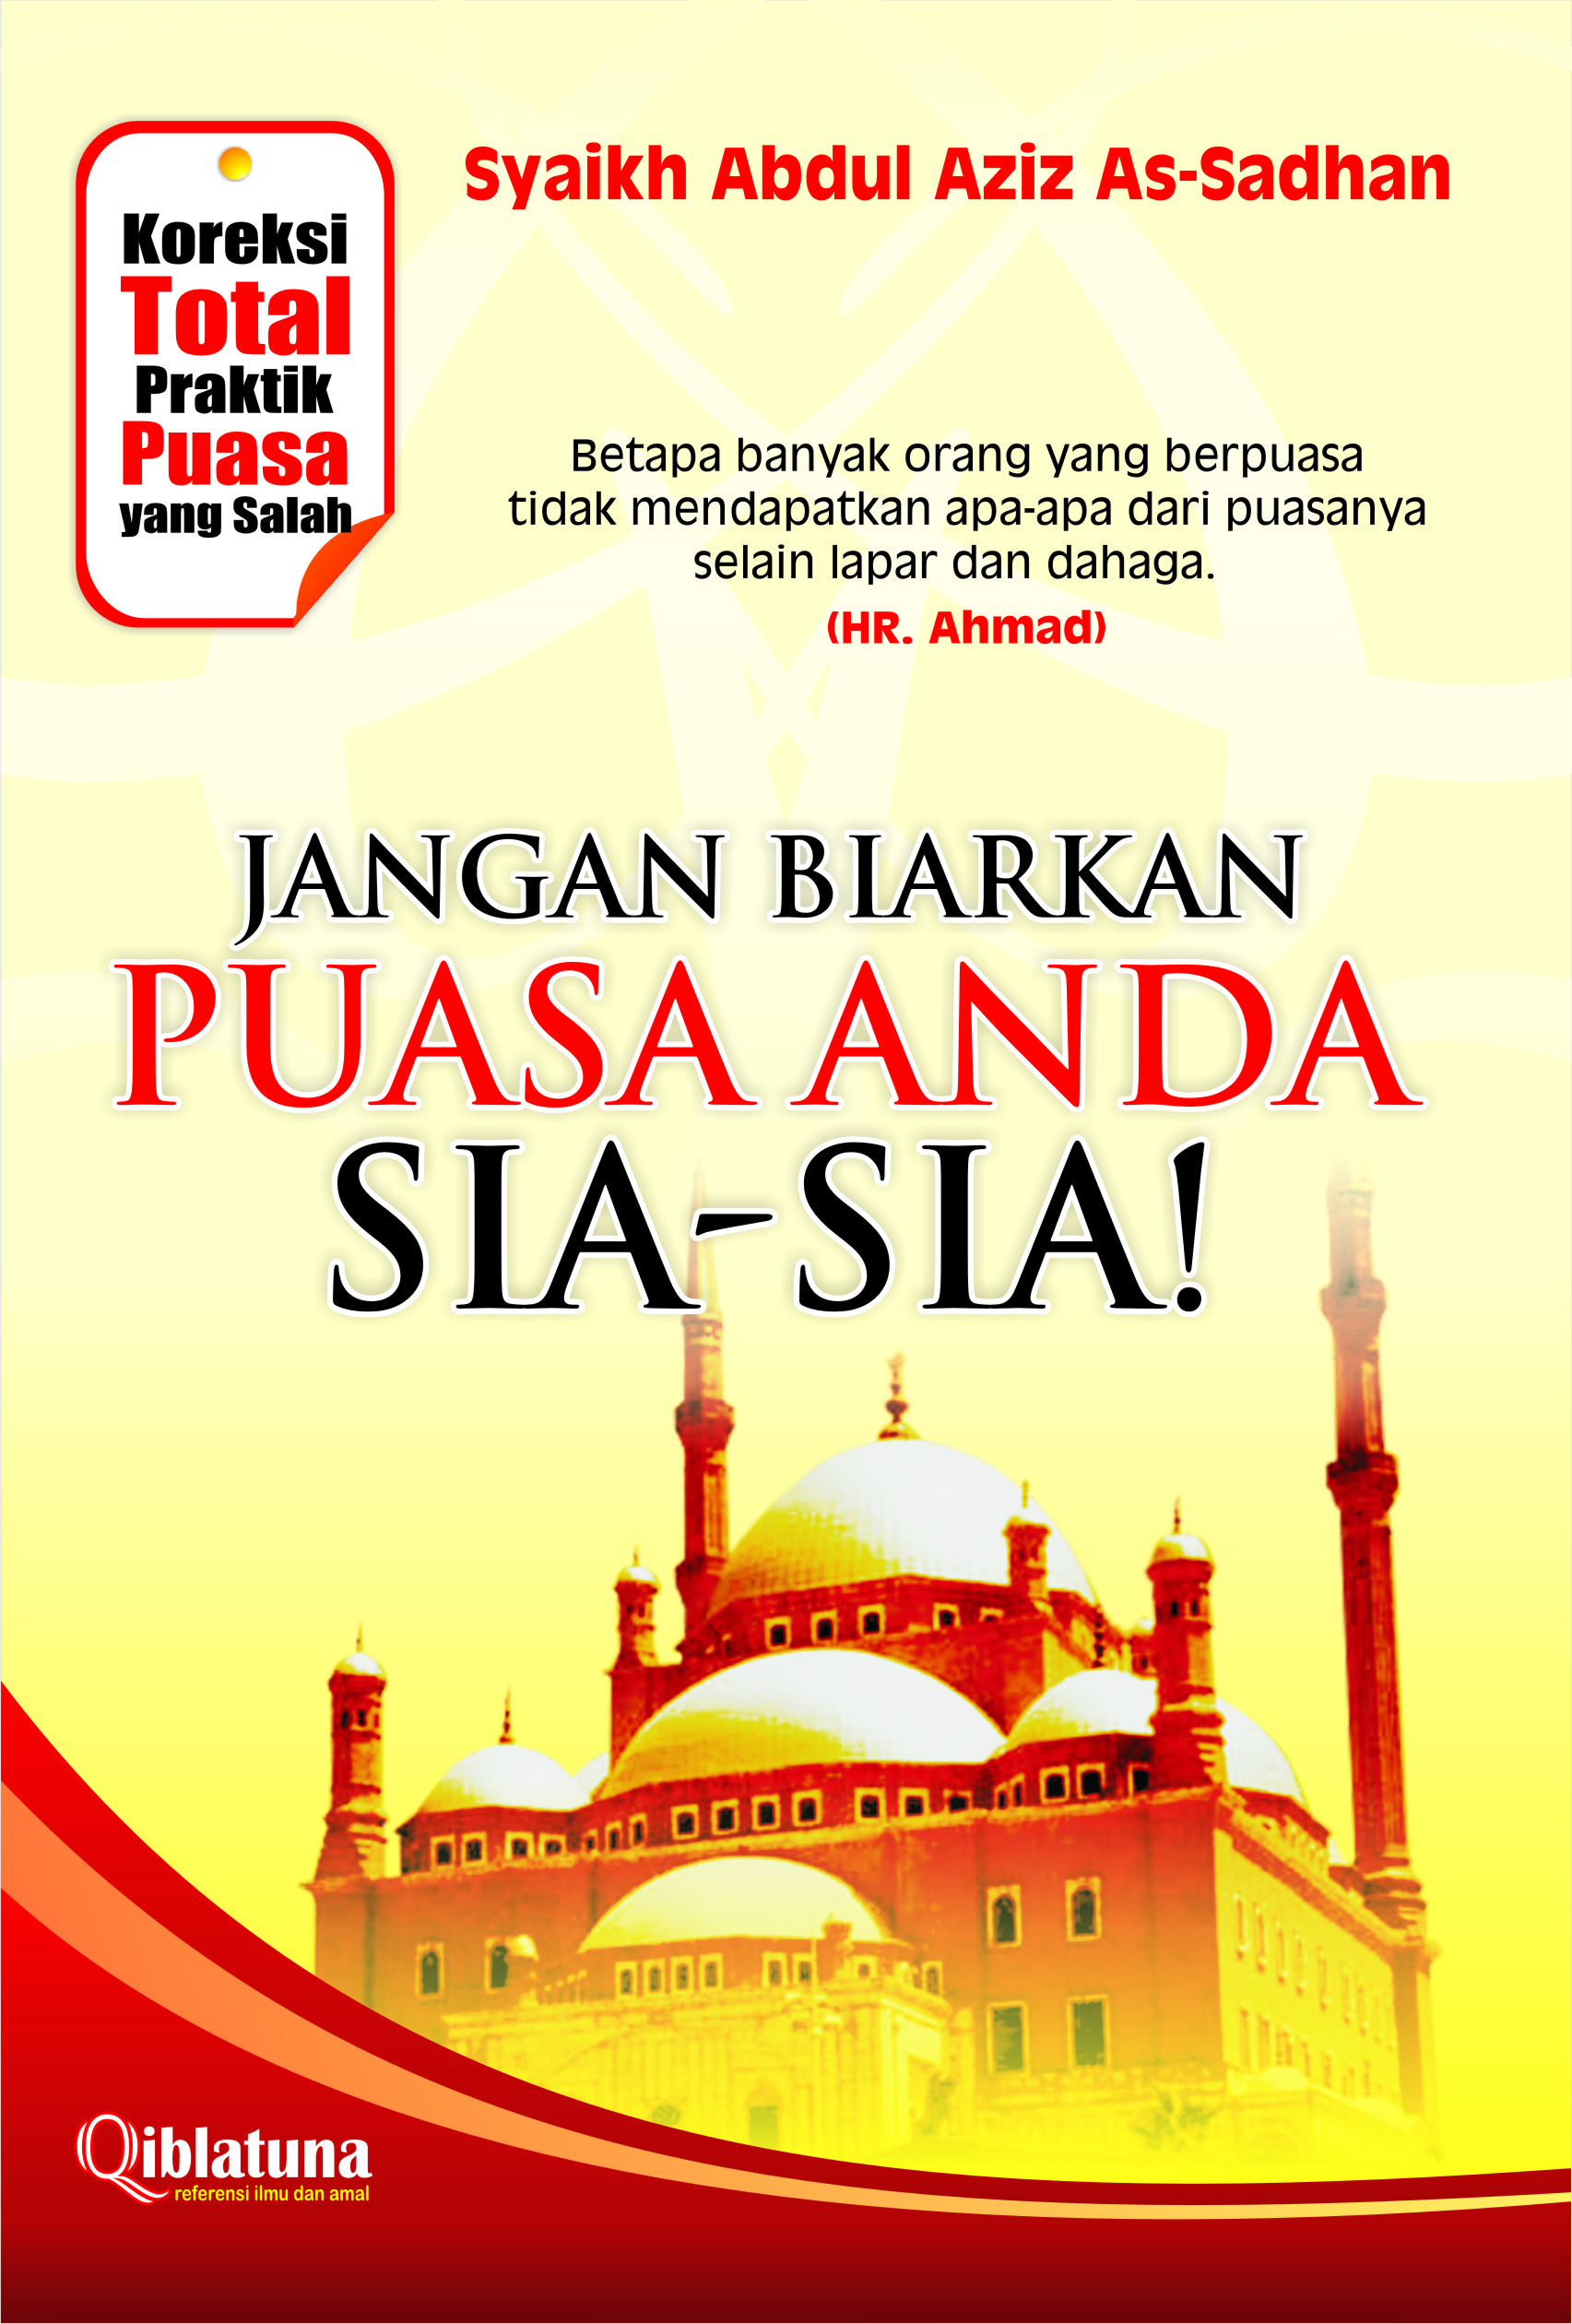 Syaikh Abdul Aziz As-Sadhan
Koreksi
Total
Praktik
Puasa
yang Salah
Betapa banyak orang yang berpuasa
tidak mendapatkan apa-apa dari puasanya
selain lapar dan dahaga.
(HR. Ahmad)
JANGAN BIARKAN
PUASA ANDA
SIA-SIA!
Qiblatuna
referensi ilmu dan amal